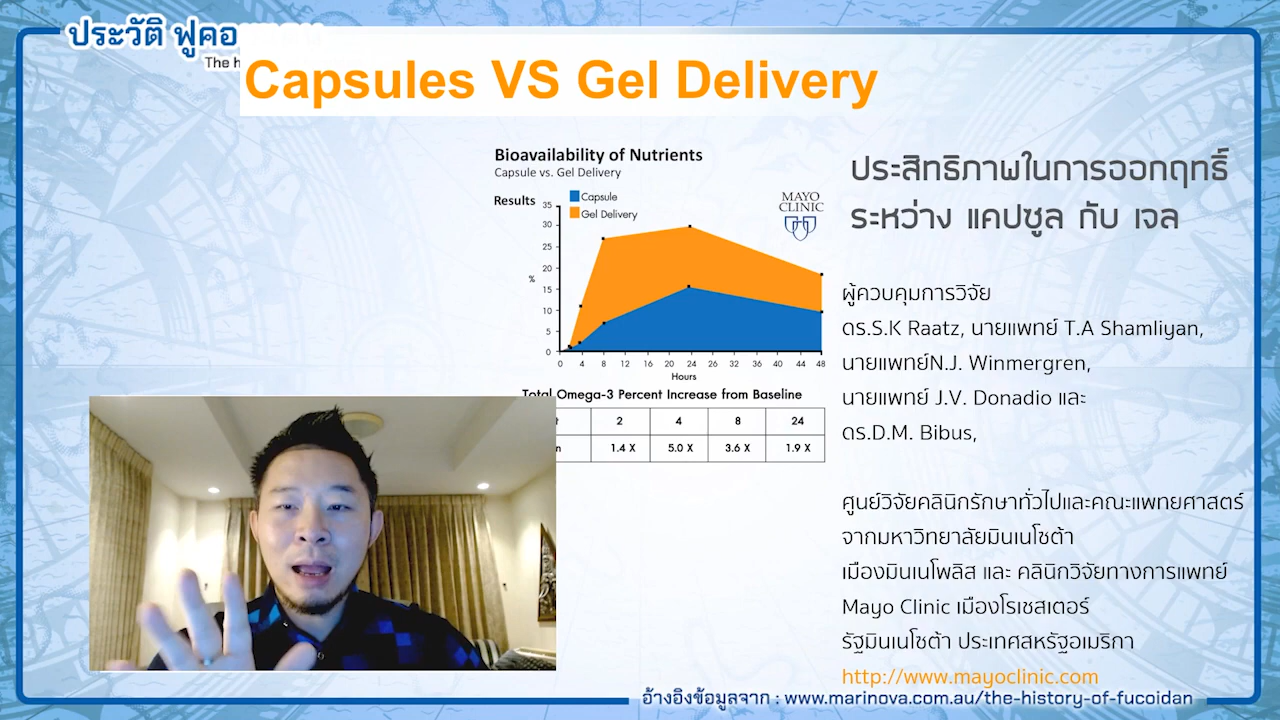 ประวัติ ฟูคอ
The h
Capsules VS Gel Delivery
Bioavailability of Nutrients
Capsule vs. Gel Delivery
Results
Capsule
Gel Delivery
MAYO
CLINIC
35
30
25
20
15
10
5
0
%
0 4 8 12 16 20 24 28 32 36 40 44 48
Hours
Total Omega-3 Percent Increase from Baseline
2 4 8 24
1.4 X 5.0 X 3.6 X 1.9 X
ประสิทธิภาพในการออกฤทธิ์
ระหว่าง แคปซูล กับ เจล
ผู้ควบคุมการวิจัย
ดร.S.K Raatz, นายแพทย์ T.A Shamliyan,
นายแพทย์N.J. Winmergren,
นายแพทย์ J.V. Donadio และ
ดร.D.M. Bibus,
ศูนย์วิจัยคลินิกรักษาทั่วไปและคณะแพทยศาสตร์
จากมหาวิทยาลัยมินเนโซต้า
เมืองมินเนโพลิส และ คลินิกวิจัยทางการแพทย์
Mayo Clinic เมืองโรเชสเตอร์
รัฐมินเนโซต้า ประเทศสหรัฐอเมริกา
http://www.mayoclinic.com
อ้างอิงข้อมูลจาก : www.marinova.com.au/the-history-of-fucoidan